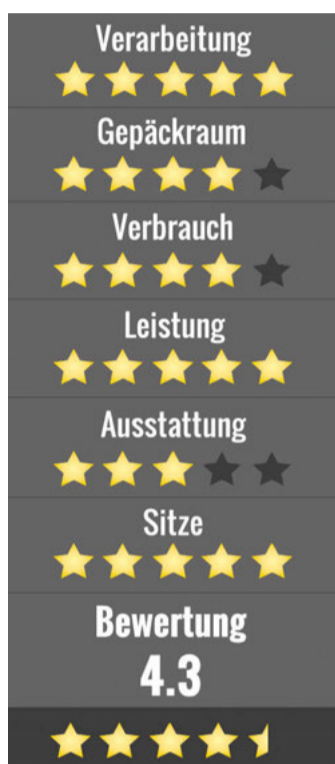 Verarbeitung
Gepäckraum
Verbrauch
Leistung
Ausstattung
Sitze
Bewertung
4.3